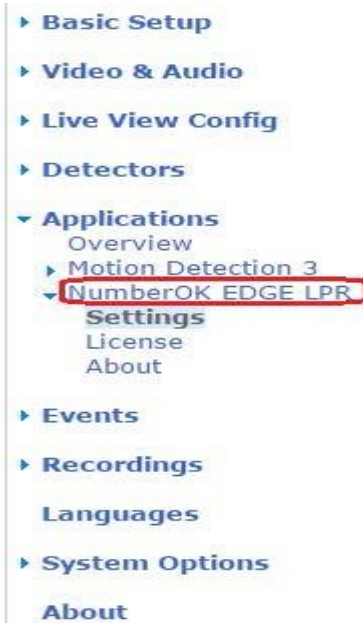 Basic Setup
Video & Audio
Live View Config
Detectors
Applications
Overview
Motion Detection 3
NumberOK EDGE LPR
Settings
License
About
Events
Recordings
Languages
System Options
About